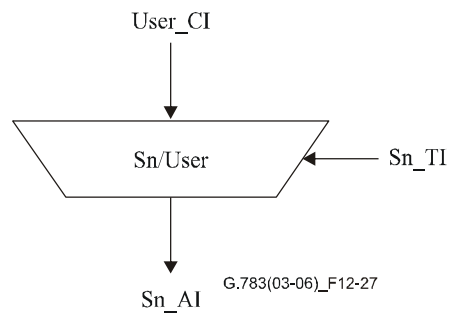 User_CI
Sn/User
Sn_TI
Sn_AI
G.783(03-06)_F12-27